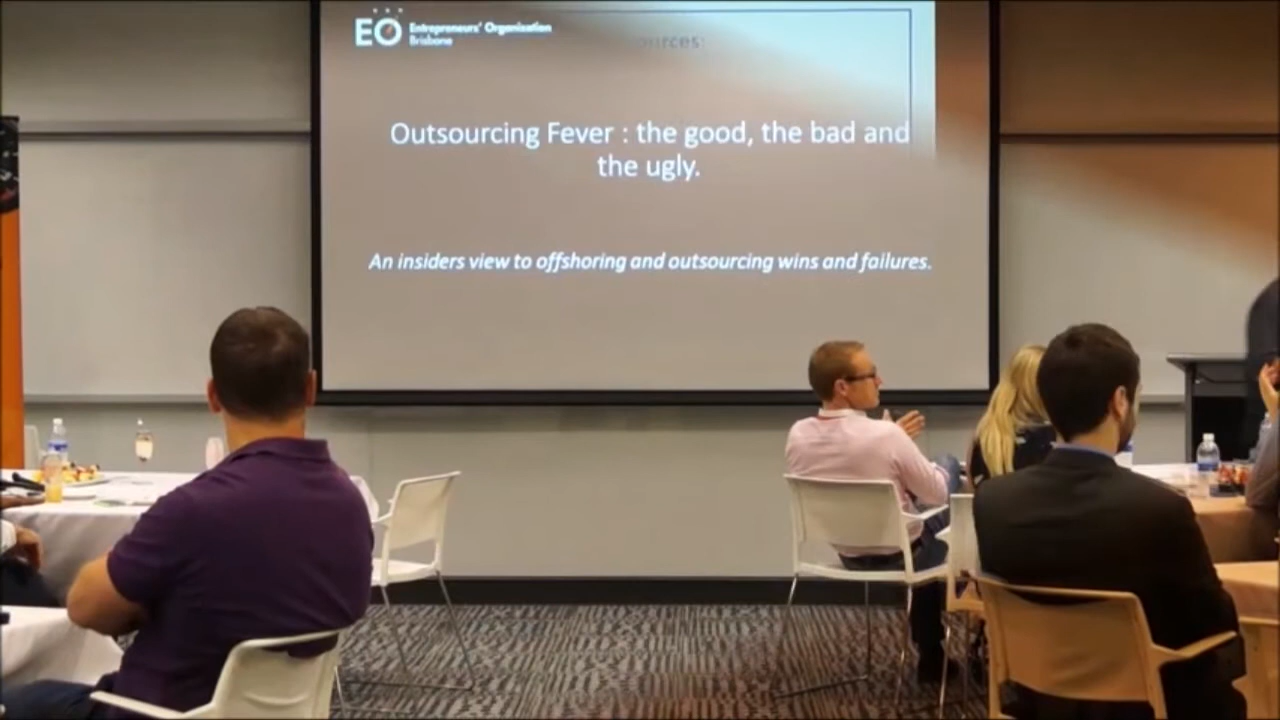 EO Entrepreneurs' Organization
Brisbane
Outsourcing Fever : the good, the bad and
the ugly.
An insiders view to offshoring and outsourcing wins and failures.